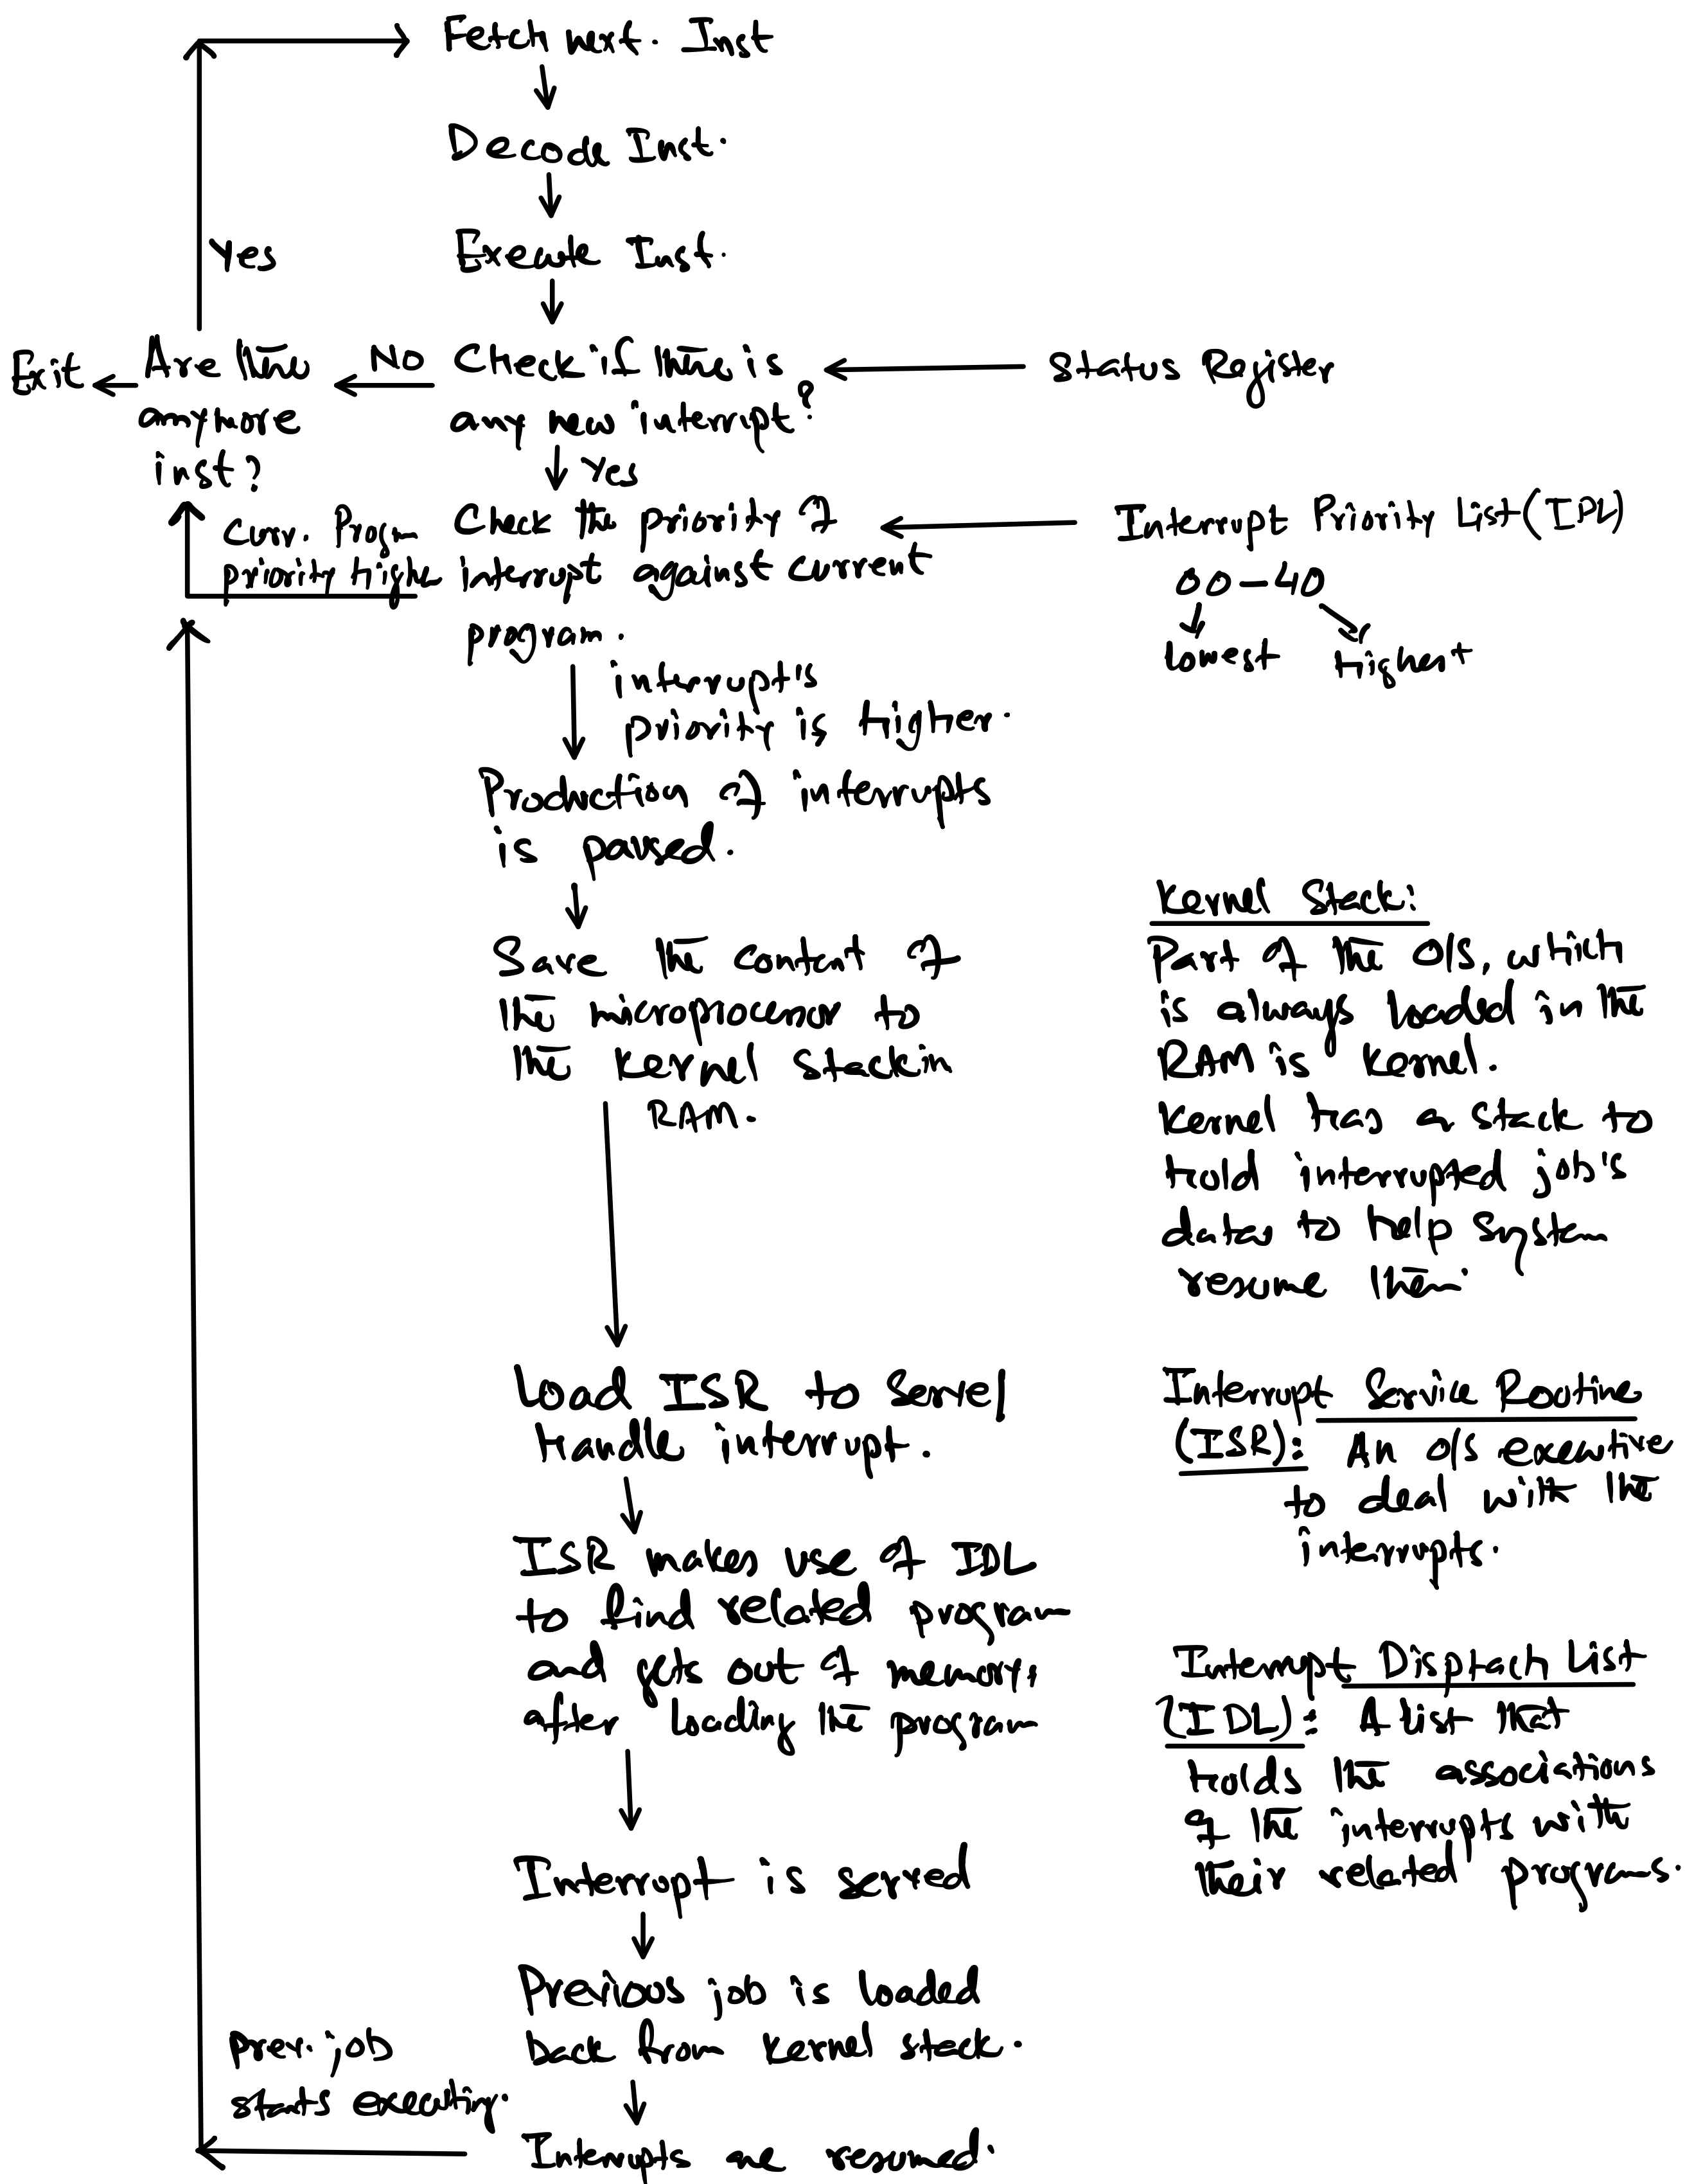 Fetch next. Inst
Decode Inst.
Yes
Execute Inst.
Exit
Are there
anymore
inst?
NO
Check if there is
any new interrupt?
Status Register
Yes
Curr. Progm
priority higher
Check the priority of
interrupt against current
program.
Interrupt Priority List (IPL)
00-40
lowest
Highest
interrupt's
priority is Higher.
Production of interrupts
is paused.
Save the content of
the microprocessor to
the kernel stack in
RAM.
Kernel Stack:
Part of the O/S, which
is always loaded in the
RAM is kernel.
Kernel has a stack to
hold interrupted job's
datas to help system
resume them.
Load ISR to serve/
Handle interrupt.
Interrupt Service Routine
(ISR): An O/S executive
to deal with the
interrupts.
ISR makes use of IDL
to find related program
and gets out of memory,
after loading the program
Interrupt Disptach List
(IDL): A list that
holds the associations
of the interrupts with
their related programs.
Interrupt is served
Previous job is loaded
back from kernel stack.
Prev. job
starts executing.
Interrupts are resumed.